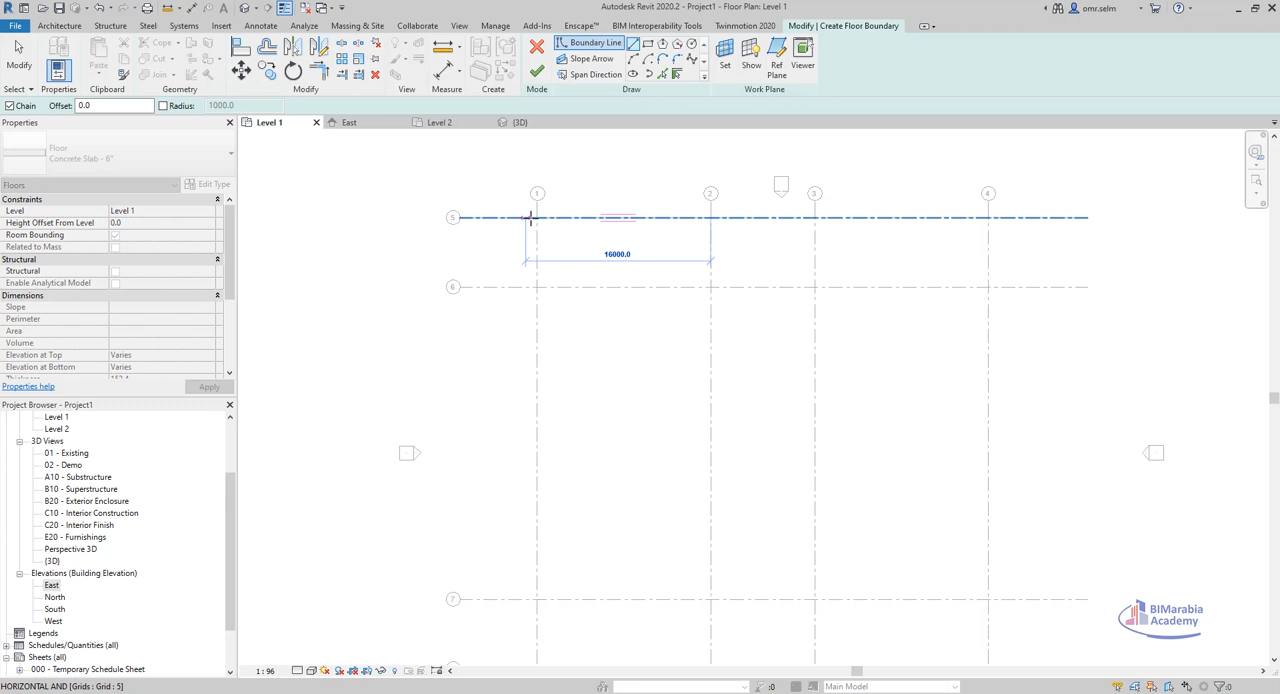 Autodesk Revit 2020.2 - Project1 - Floor Plan: Level 1
omr.selm
File Architecture Structure Steel Systems Insert Annotate Analyze Massing & Site Collaborate View Manage Add-Ins Enscape™ BIM Interoperability Tools Twinmotion 2020 Modify | Create Floor Boundary
Modify Paste Cope Cut Join Boundary Line Slope Arrow Span Direction Set Show Ref Plane Viewer
Select Properties Clipboard Geometry Modify View Measure Create Mode Draw Work Plane
Chain Offset: 0.0 Radius: 1000.0
Properties
Level 1 East Level 2 {3D}
Floor
Concrete Slab - 6"
Floors Edit Type
Constraints
Level Level 1
Height Offset From Level 0.0
Room Bounding
Related to Mass
Structural
Structural
Enable Analytical Model
Dimensions
Slope
Perimeter
Area
Volume
Elevation at Top Varies
Elevation at Bottom Varies
Properties help Apply
Project Browser - Project1
Level 1
Level 2
3D Views
01 - Existing
02 - Demo
A10 - Substructure
B10 - Superstructure
B20 - Exterior Enclosure
C10 - Interior Construction
C20 - Interior Finish
E20 - Furnishings
Perspective 3D
{3D}
Elevations (Building Elevation)
East
North
South
West
Legends
Schedules/Quantities (all)
Sheets (all)
000 - Temporary Schedule Sheet
1 2 3 4
5
16000.0
6
7
BIMarabia
Academy
1 : 96
HORIZONTAL AND [Grids : Grid : 5] :0 Main Model :0